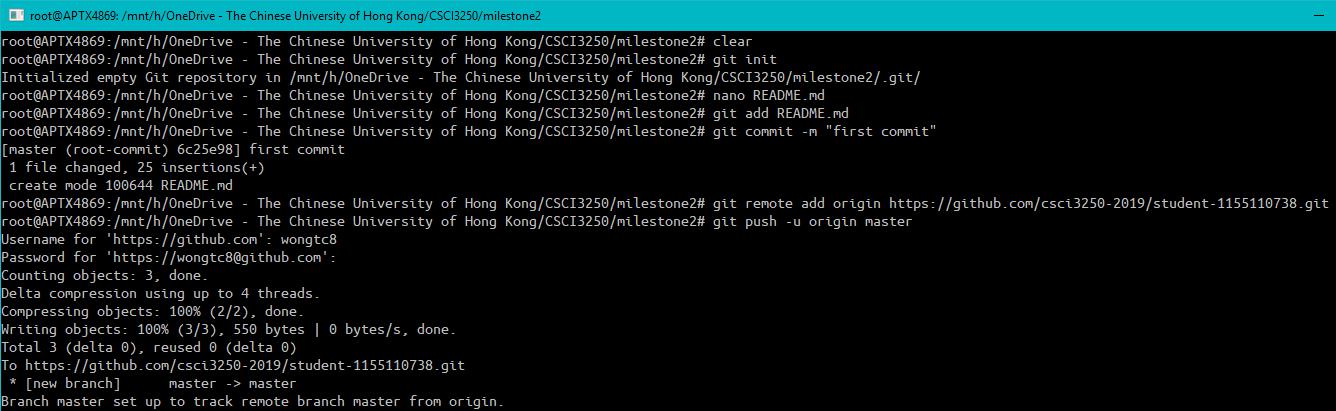 root@APTX4869: /mnt/h/OneDrive - The Chinese University of Hong Kong/CSCI3250/milestone2
root@APTX4869:/mnt/h/OneDrive - The Chinese University of Hong Kong/CSCI3250/milestone2# clear
root@APTX4869:/mnt/h/OneDrive - The Chinese University of Hong Kong/CSCI3250/milestone2# git init
Initialized empty Git repository in /mnt/h/OneDrive - The Chinese University of Hong Kong/CSCI3250/milestone2/.git/
root@APTX4869:/mnt/h/OneDrive - The Chinese University of Hong Kong/CSCI3250/milestone2# nano README.md
root@APTX4869:/mnt/h/OneDrive - The Chinese University of Hong Kong/CSCI3250/milestone2# git add README.md
root@APTX4869:/mnt/h/OneDrive - The Chinese University of Hong Kong/CSCI3250/milestone2# git commit -m "first commit"
[master (root-commit) 6c25e98] first commit
 1 file changed, 25 insertions(+)
 create mode 100644 README.md
root@APTX4869:/mnt/h/OneDrive - The Chinese University of Hong Kong/CSCI3250/milestone2# git remote add origin https://github.com/csci3250-2019/student-1155110738.git
root@APTX4869:/mnt/h/OneDrive - The Chinese University of Hong Kong/CSCI3250/milestone2# git push -u origin master
Username for 'https://github.com': wongtc8
Password for 'https://wongtc8@github.com':
Counting objects: 3, done.
Delta compression using up to 4 threads.
Compressing objects: 100% (2/2), done.
Writing objects: 100% (3/3), 550 bytes | 0 bytes/s, done.
Total 3 (delta 0), reused 0 (delta 0)
To https://github.com/csci3250-2019/student-1155110738.git
 * [new branch]      master -> master
Branch master set up to track remote branch master from origin.